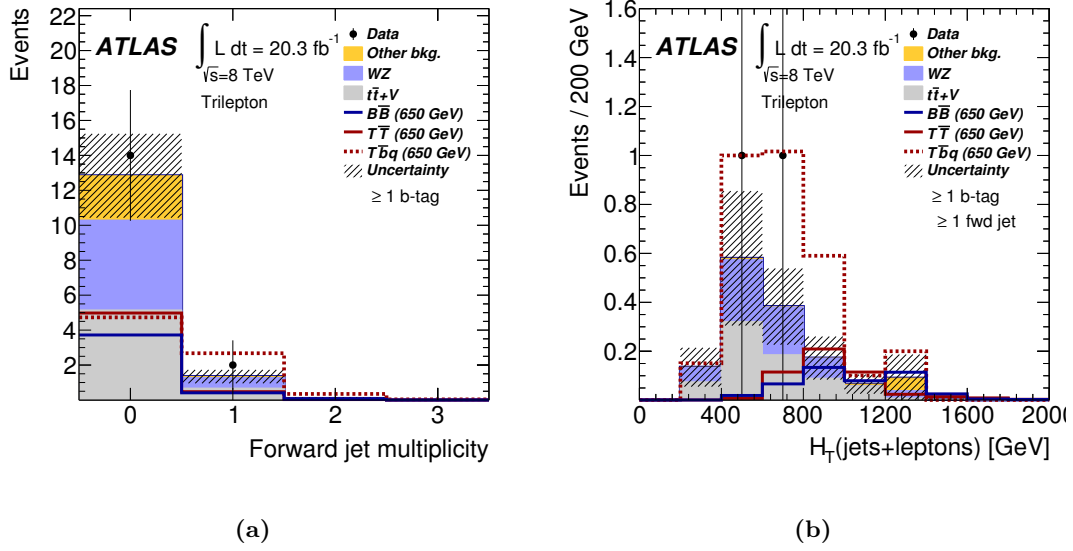 Events
22
20
18
16
14
12
10
8
6
4
2
ATLAS
∫ L dt = 20.3 fb-1
√s=8 TeV
Trilepton
Data
Other bkg.
WZ
tt̄+V
BB̄ (650 GeV)
TT̄ (650 GeV)
Tb̄q (650 GeV)
Uncertainty
≥ 1 b-tag
0 1 2 3
Forward jet multiplicity
(a)
Events / 200 GeV
1.6
1.4
1.2
1
0.8
0.6
0.4
0.2
0
ATLAS
∫ L dt = 20.3 fb-1
√s=8 TeV
Trilepton
Data
Other bkg.
WZ
tt̄+V
BB̄ (650 GeV)
TT̄ (650 GeV)
Tb̄q (650 GeV)
Uncertainty
≥ 1 b-tag
≥ 1 fwd jet
0 400 800 1200 1600 2000
HT(jets+leptons) [GeV]
(b)